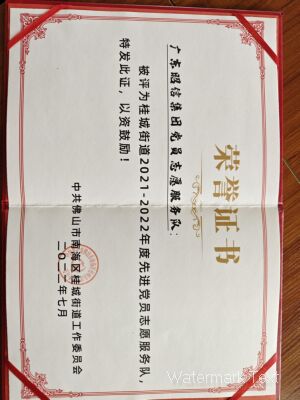 荣誉证书
广东昭信集团党员志愿服务队：
被评为桂城街道2021-2022年度先进党员志愿服务队，
特发此证，以资鼓励！
中共佛山市南海区桂城街道工作委员会
二〇二二年七月
Watermark Text